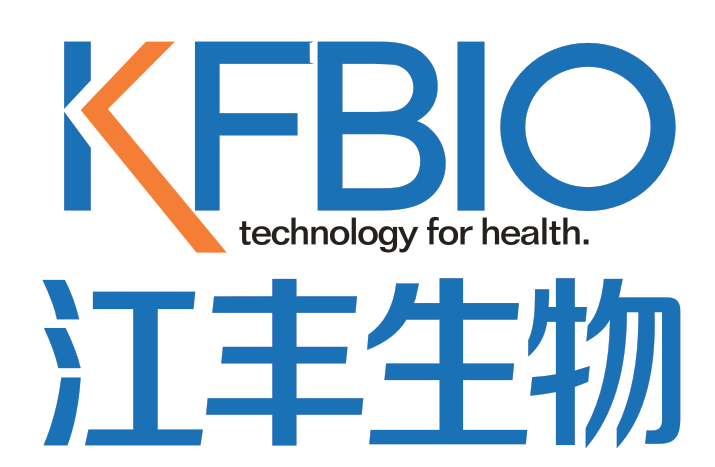 KFBIO
technology for health.
江丰生物